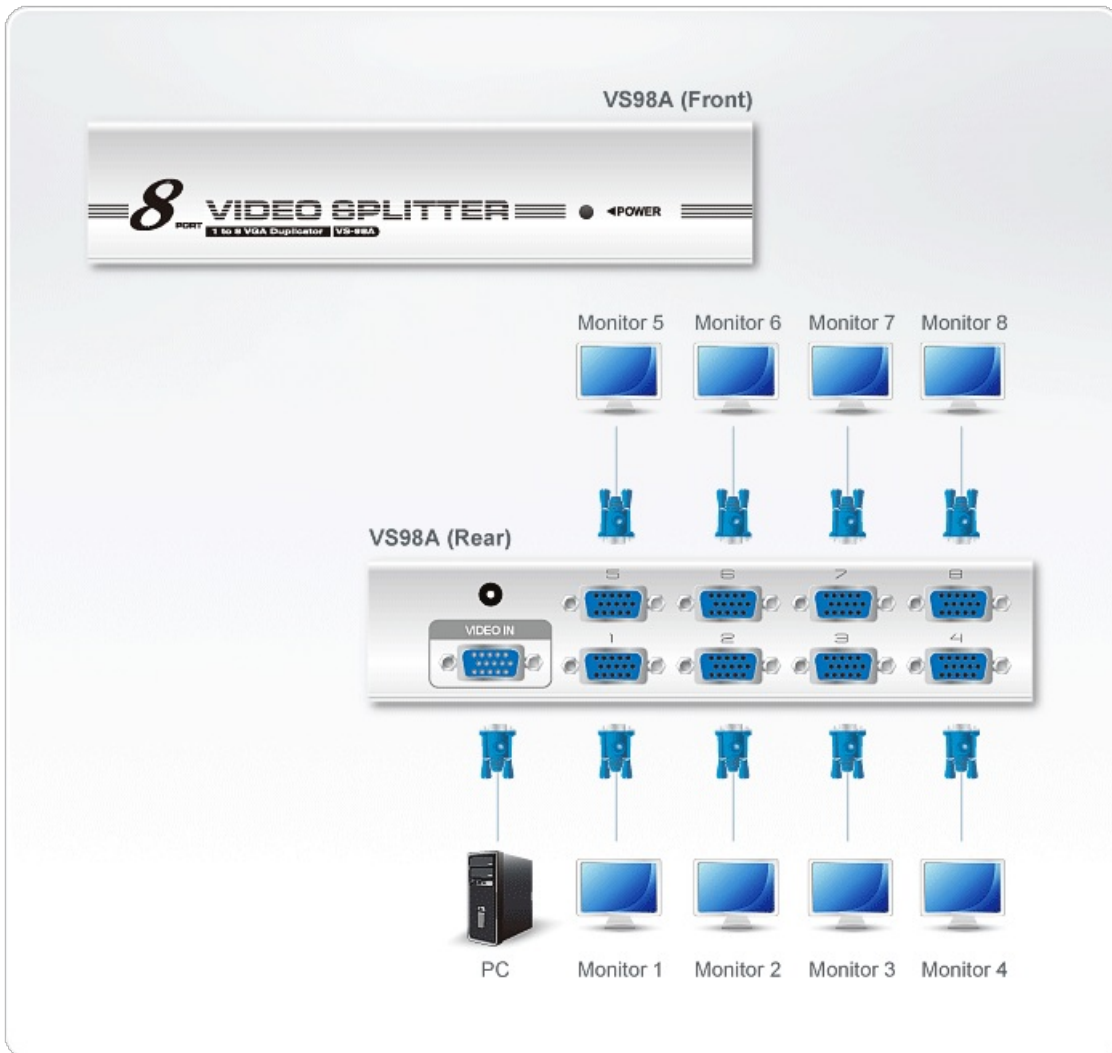 VS98A (Front)
8 PORT VIDEO SPLITTER ◄POWER
1 to 8 VGA Duplicator VS-98A
Monitor 5 Monitor 6 Monitor 7 Monitor 8
VS98A (Rear)
5 6 7 8
VIDEO IN
1 2 3 4
PC Monitor 1 Monitor 2 Monitor 3 Monitor 4